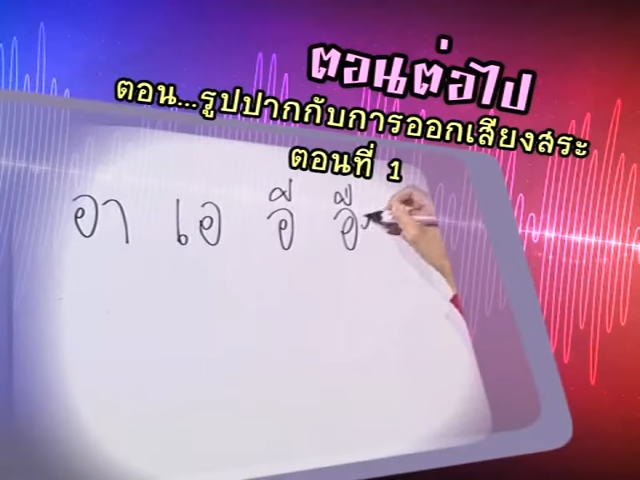 ตอนต่อไป
ตอน...รูปปากกับการออกเสียงสระ
ตอนที่ 1
อา เอ อี อื